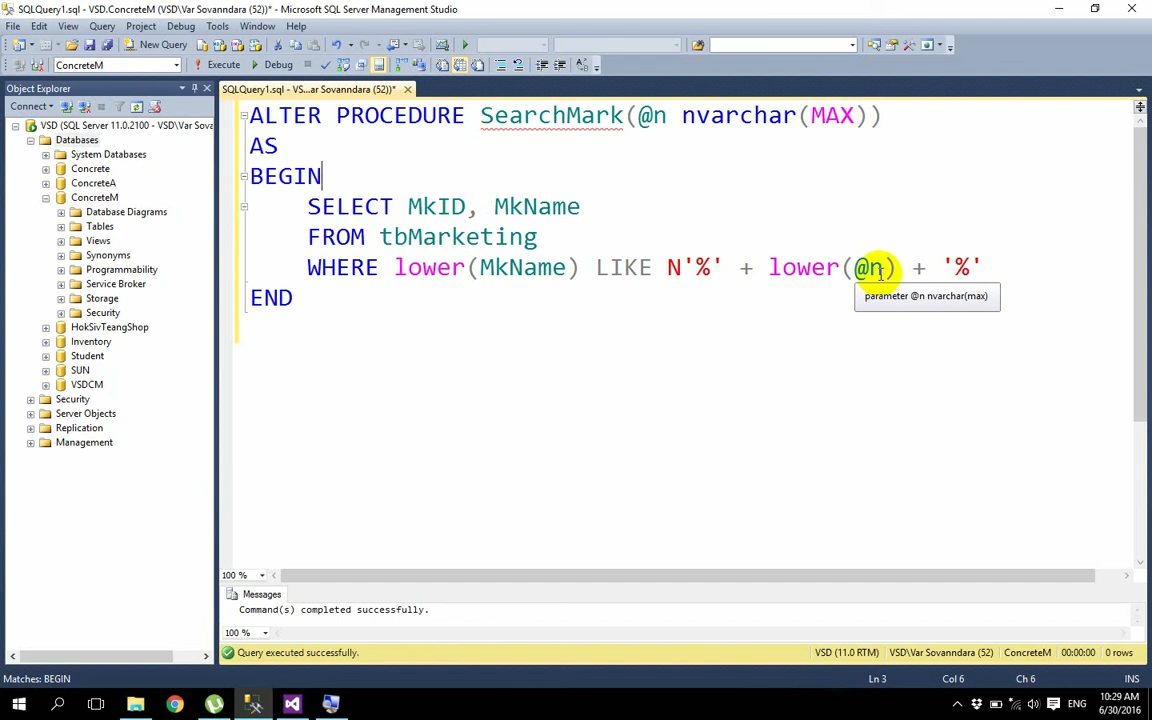 SQLQuery1.sql - VSD.ConcreteM (VSD\Var Sovanndara (52))* - Microsoft SQL Server Management Studio
File Edit View Query Project Debug Tools Window Help
New Query
ConcreteM Execute Debug
Object Explorer
SQLQuery1.sql - VS...ar Sovanndara (52))*
Connect
VSD (SQL Server 11.0.2100 - VSD\Var Sova
Databases
System Databases
Concrete
ConcreteA
ConcreteM
Database Diagrams
Tables
Views
Synonyms
Programmability
Service Broker
Storage
Security
HokSivTeangShop
Inventory
Student
SUN
VSDCM
Security
Server Objects
Replication
Management
ALTER PROCEDURE SearchMark(@n nvarchar(MAX))
AS
BEGIN
SELECT MkID, MkName
FROM tbMarketing
WHERE lower(MkName) LIKE N'%' + lower(@n) + '%'
parameter @n nvarchar(max)
END
100 %
Messages
Command(s) completed successfully.
100 %
Query executed successfully. VSD (11.0 RTM) VSD\Var Sovanndara (52) ConcreteM 00:00:00 0 rows
Matches: BEGIN Ln 3 Col 6 Ch 6 INS
ENG 10:29 AM
6/30/2016